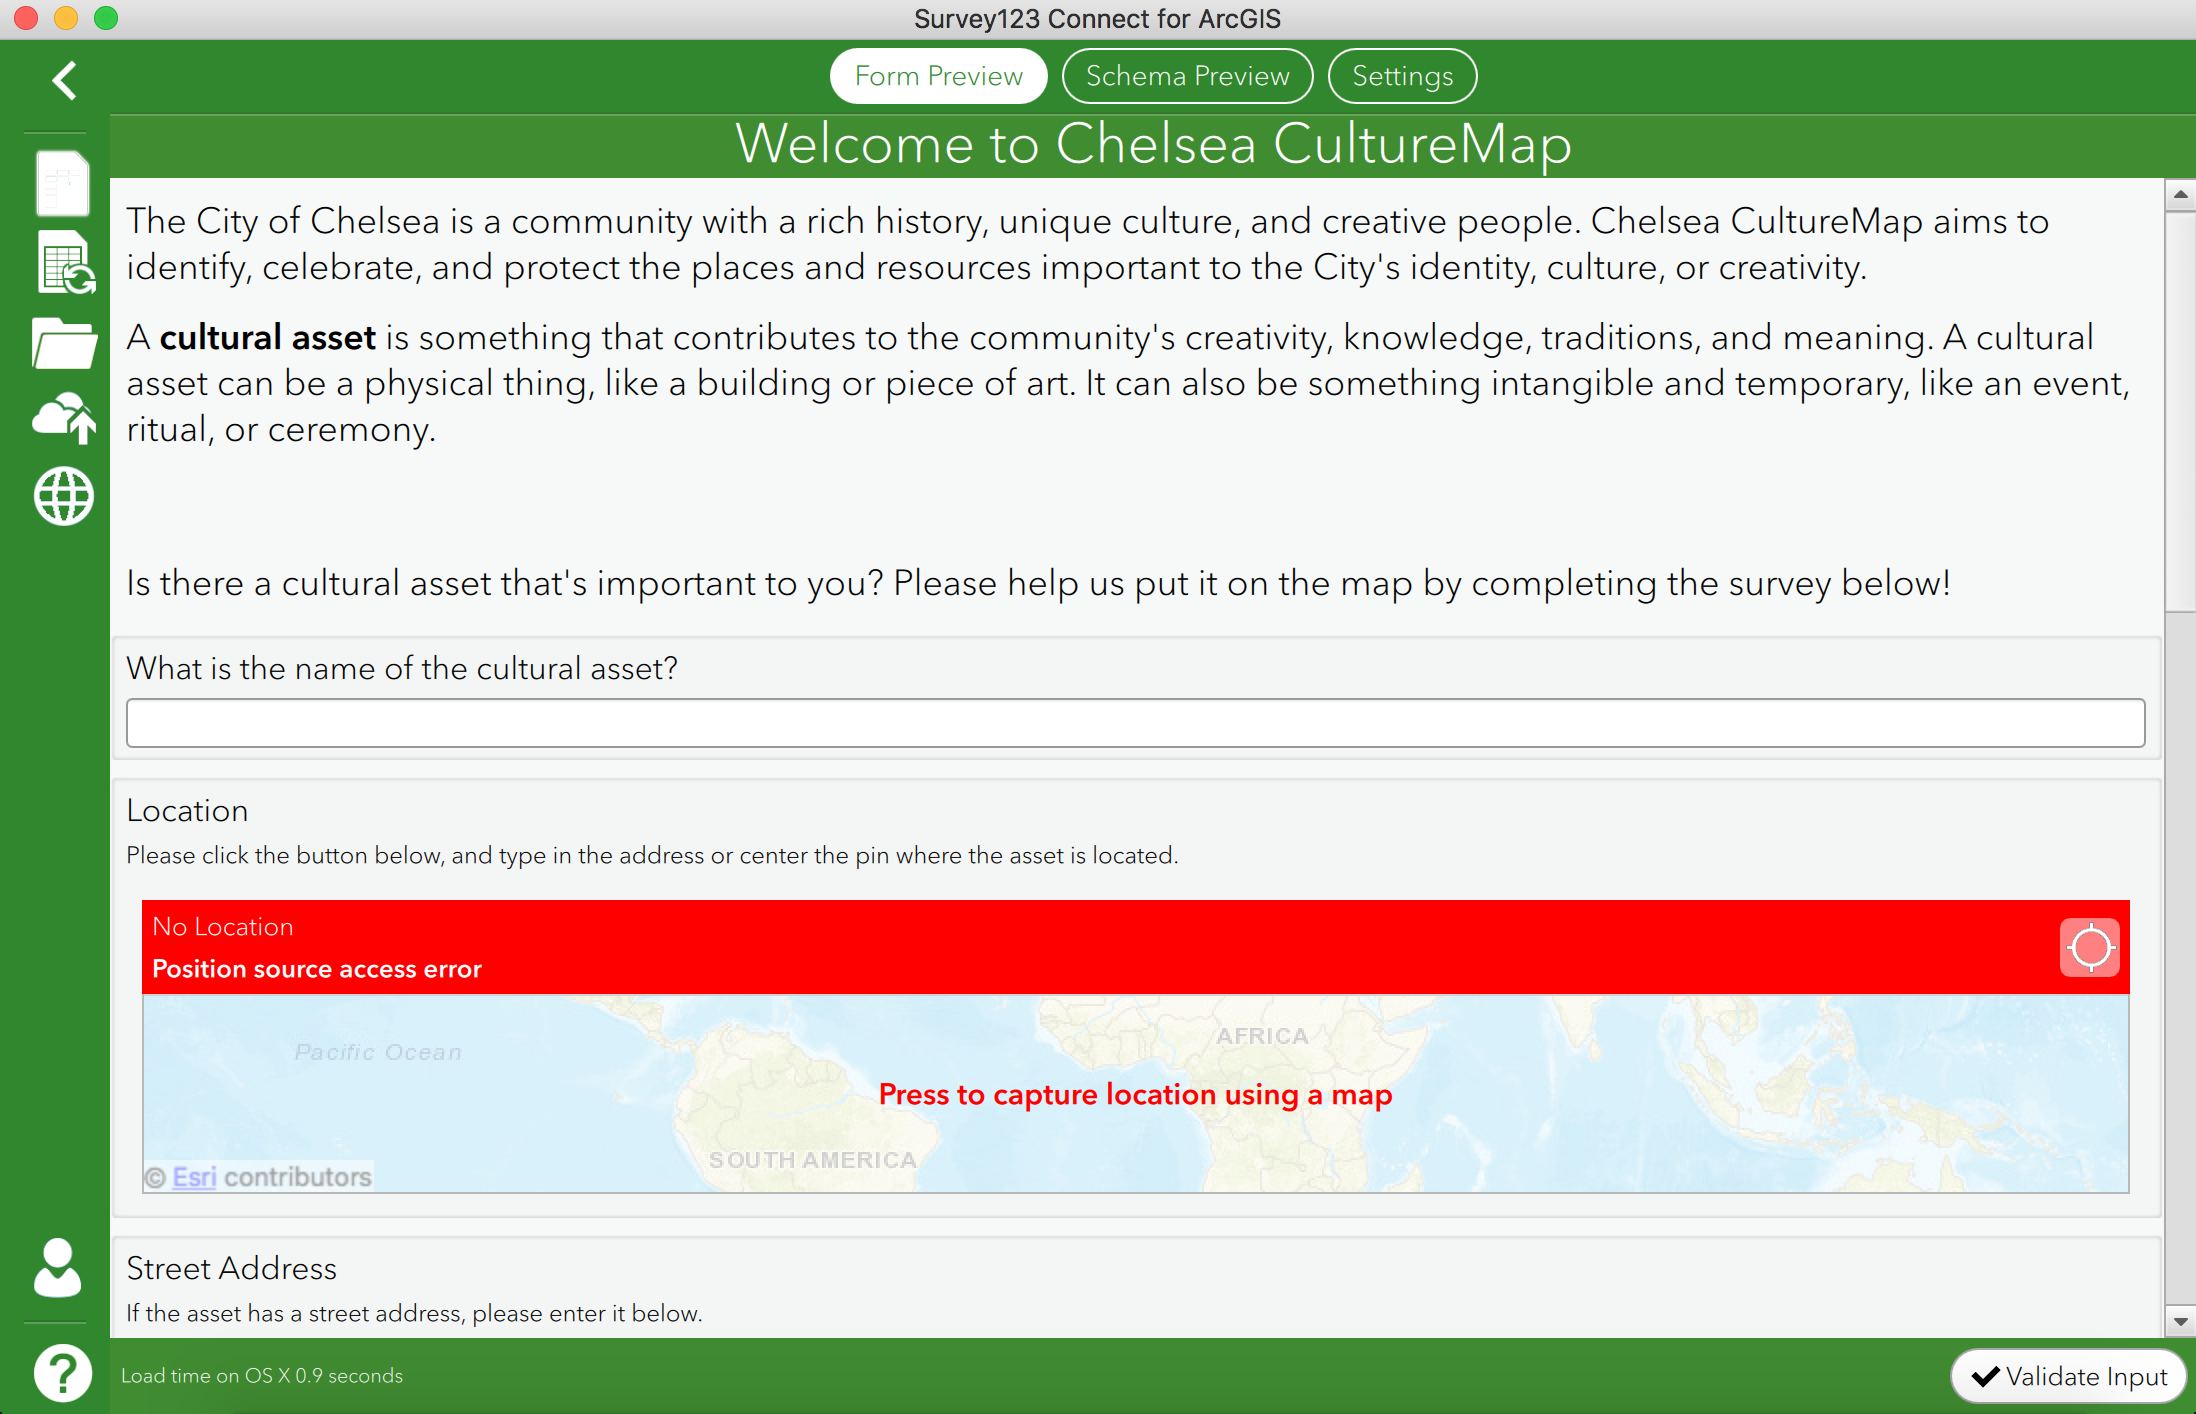 Survey123 Connect for ArcGIS
Form Preview
Schema Preview
Settings
Welcome to Chelsea CultureMap
The City of Chelsea is a community with a rich history, unique culture, and creative people. Chelsea CultureMap aims to
identify, celebrate, and protect the places and resources important to the City's identity, culture, or creativity.
A cultural asset is something that contributes to the community's creativity, knowledge, traditions, and meaning. A cultural
asset can be a physical thing, like a building or piece of art. It can also be something intangible and temporary, like an event,
ritual, or ceremony.
Is there a cultural asset that's important to you? Please help us put it on the map by completing the survey below!
What is the name of the cultural asset?
Location
Please click the button below, and type in the address or center the pin where the asset is located.
No Location
Position source access error
AFRICA
Pacific Ocean
Press to capture location using a map
SOUTH AMERICA
© Esri contributors
Street Address
If the asset has a street address, please enter it below.
?
Load time on OS X 0.9 seconds
Validate Input